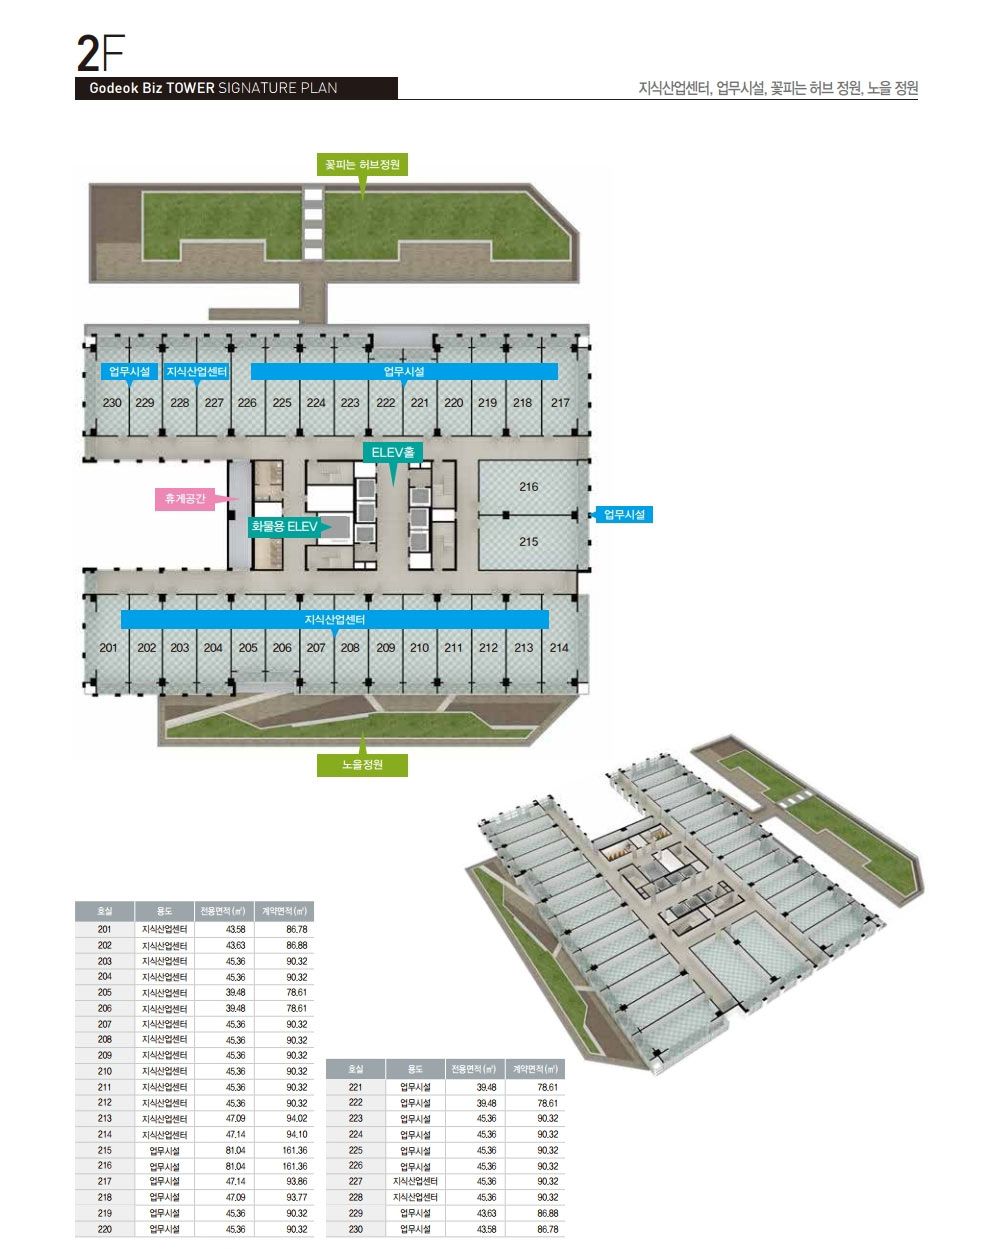 2F
Godeok Biz TOWER SIGNATURE PLAN
지식산업센터, 업무시설, 꽃피는 허브 정원, 노을 정원
꽃피는 허브정원
업무시설 지식산업센터 업무시설
230 229 228 227 226 225 224 223 222 221 220 219 218 217
ELEV홀
216
휴게공간
업무시설
화물용 ELEV
215
지식산업센터
201 202 203 204 205 206 207 208 209 210 211 212 213 214
노을정원
호실 용도 전용면적 (㎡) 계약면적 (㎡)
201 지식산업센터 43.58 86.78
202 지식산업센터 43.63 86.88
203 지식산업센터 45.36 90.32
204 지식산업센터 45.36 90.32
205 지식산업센터 39.48 78.61
206 지식산업센터 39.48 78.61
207 지식산업센터 45.36 90.32
208 지식산업센터 45.36 90.32
209 지식산업센터 45.36 90.32
210 지식산업센터 45.36 90.32
211 지식산업센터 45.36 90.32
212 지식산업센터 45.36 90.32
213 지식산업센터 47.09 94.02
214 지식산업센터 47.14 94.10
215 업무시설 81.04 161.36
216 업무시설 81.04 161.36
217 업무시설 47.14 93.86
218 업무시설 47.09 93.77
219 업무시설 45.36 90.32
220 업무시설 45.36 90.32
호실 용도 전용면적 (㎡) 계약면적 (㎡)
221 업무시설 39.48 78.61
222 업무시설 39.48 78.61
223 업무시설 45.36 90.32
224 업무시설 45.36 90.32
225 업무시설 45.36 90.32
226 업무시설 45.36 90.32
227 지식산업센터 45.36 90.32
228 지식산업센터 45.36 90.32
229 업무시설 43.63 86.88
230 업무시설 43.58 86.78